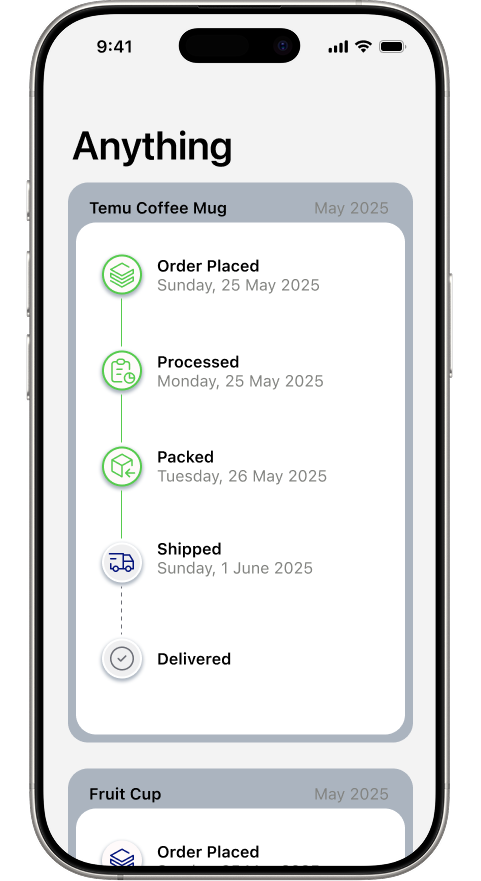 9:41
Anything
Temu Coffee Mug May 2025
Order Placed
Sunday, 25 May 2025
Processed
Monday, 25 May 2025
Packed
Tuesday, 26 May 2025
Shipped
Sunday, 1 June 2025
Delivered
Fruit Cup May 2025
Order Placed